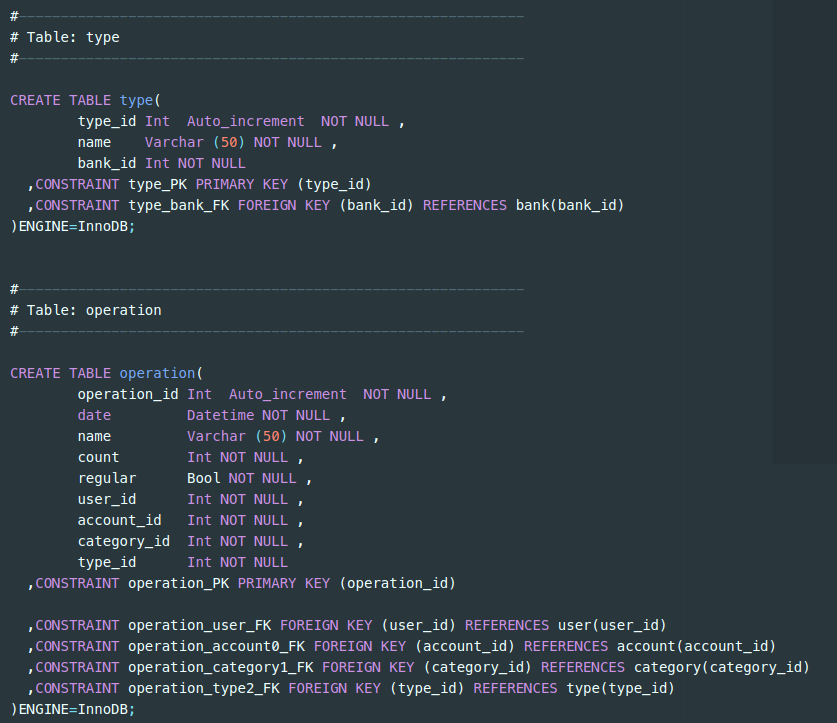 #------------------------------------------------------------
# Table: type
#------------------------------------------------------------
CREATE TABLE type(
        type_id Int  Auto_increment  NOT NULL ,
        name    Varchar (50) NOT NULL ,
        bank_id Int NOT NULL
  ,CONSTRAINT type_PK PRIMARY KEY (type_id)
  ,CONSTRAINT type_bank_FK FOREIGN KEY (bank_id) REFERENCES bank(bank_id)
)ENGINE=InnoDB;
#------------------------------------------------------------
# Table: operation
#------------------------------------------------------------
CREATE TABLE operation(
        operation_id Int  Auto_increment  NOT NULL ,
        date         Datetime NOT NULL ,
        name         Varchar (50) NOT NULL ,
        count        Int NOT NULL ,
        regular      Bool NOT NULL ,
        user_id      Int NOT NULL ,
        account_id   Int NOT NULL ,
        category_id  Int NOT NULL ,
        type_id      Int NOT NULL
  ,CONSTRAINT operation_PK PRIMARY KEY (operation_id)
  ,CONSTRAINT operation_user_FK FOREIGN KEY (user_id) REFERENCES user(user_id)
  ,CONSTRAINT operation_account0_FK FOREIGN KEY (account_id) REFERENCES account(account_id)
  ,CONSTRAINT operation_category1_FK FOREIGN KEY (category_id) REFERENCES category(category_id)
  ,CONSTRAINT operation_type2_FK FOREIGN KEY (type_id) REFERENCES type(type_id)
)ENGINE=InnoDB;